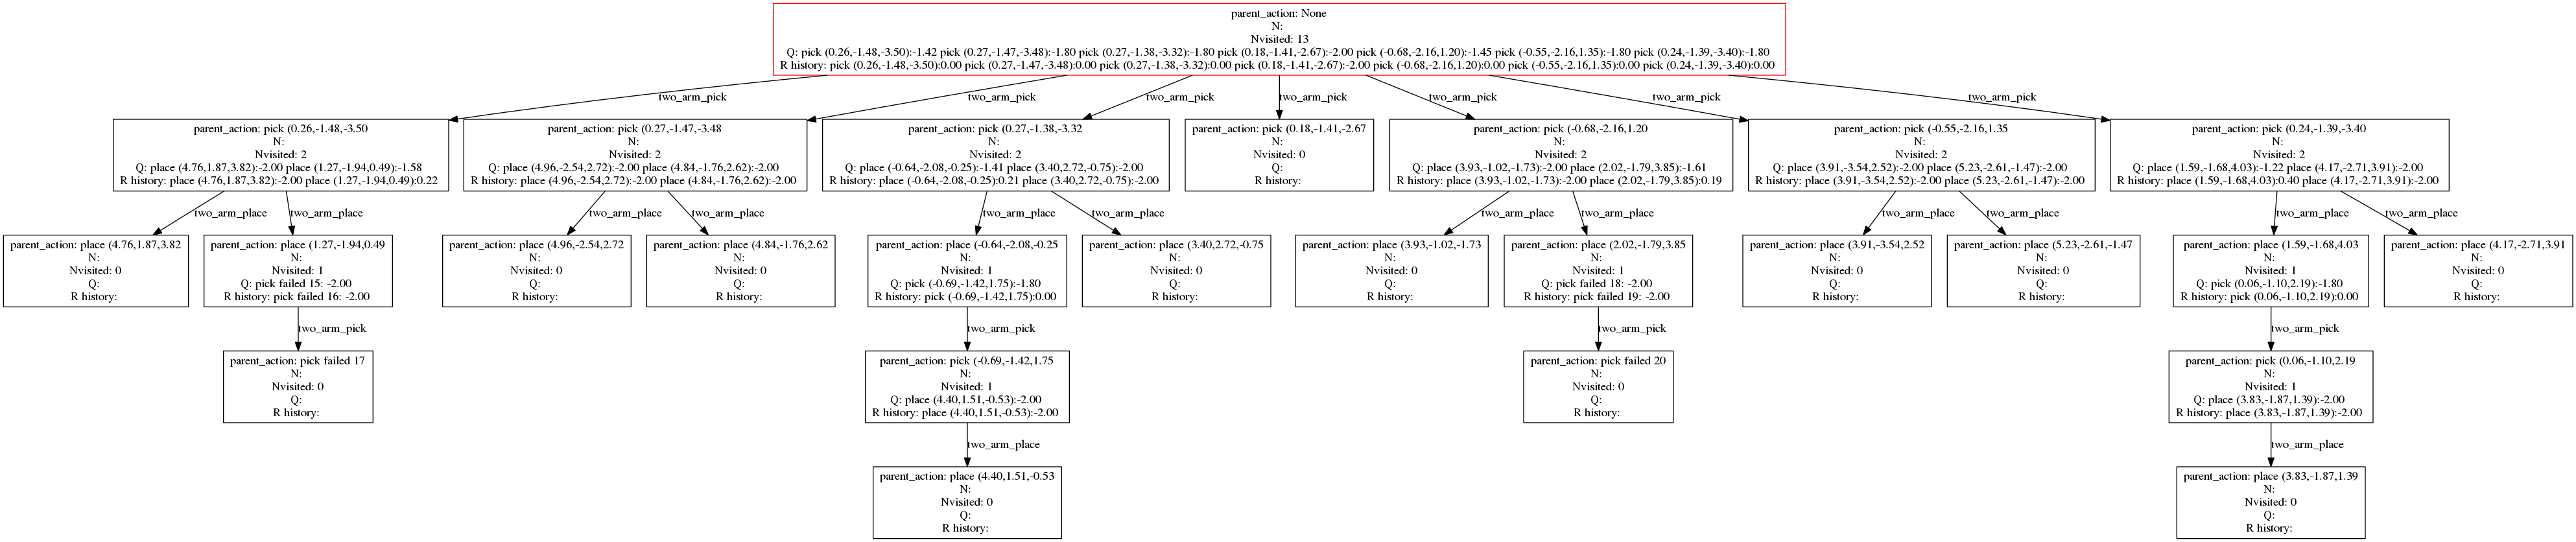 parent_action: None
N:
Nvisited: 13
Q: pick (0.26,-1.48,-3.50):-1.42 pick (0.27,-1.47,-3.48):-1.80 pick (0.27,-1.38,-3.32):-1.80 pick (0.18,-1.41,-2.67):-2.00 pick (-0.68,-2.16,1.20):-1.45 pick (-0.55,-2.16,1.35):-1.80 pick (0.24,-1.39,-3.40):-1.80
R history: pick (0.26,-1.48,-3.50):0.00 pick (0.27,-1.47,-3.48):0.00 pick (0.27,-1.38,-3.32):0.00 pick (0.18,-1.41,-2.67):-2.00 pick (-0.68,-2.16,1.20):0.00 pick (-0.55,-2.16,1.35):0.00 pick (0.24,-1.39,-3.40):0.00
two_arm_pick
two_arm_pick
two_arm_pick
two_arm_pick
two_arm_pick
two_arm_pick
two_arm_pick
parent_action: pick (0.26,-1.48,-3.50
N:
Nvisited: 2
Q: place (4.76,1.87,3.82):-2.00 place (1.27,-1.94,0.49):-1.58
R history: place (4.76,1.87,3.82):-2.00 place (1.27,-1.94,0.49):0.22
parent_action: pick (0.27,-1.47,-3.48
N:
Nvisited: 2
Q: place (4.96,-2.54,2.72):-2.00 place (4.84,-1.76,2.62):-2.00
R history: place (4.96,-2.54,2.72):-2.00 place (4.84,-1.76,2.62):-2.00
parent_action: pick (0.27,-1.38,-3.32
N:
Nvisited: 2
Q: place (-0.64,-2.08,-0.25):-1.41 place (3.40,2.72,-0.75):-2.00
R history: place (-0.64,-2.08,-0.25):0.21 place (3.40,2.72,-0.75):-2.00
parent_action: pick (0.18,-1.41,-2.67
N:
Nvisited: 0
Q:
R history:
parent_action: pick (-0.68,-2.16,1.20
N:
Nvisited: 2
Q: place (3.93,-1.02,-1.73):-2.00 place (2.02,-1.79,3.85):-1.61
R history: place (3.93,-1.02,-1.73):-2.00 place (2.02,-1.79,3.85):0.19
parent_action: pick (-0.55,-2.16,1.35
N:
Nvisited: 2
Q: place (3.91,-3.54,2.52):-2.00 place (5.23,-2.61,-1.47):-2.00
R history: place (3.91,-3.54,2.52):-2.00 place (5.23,-2.61,-1.47):-2.00
parent_action: pick (0.24,-1.39,-3.40
N:
Nvisited: 2
Q: place (1.59,-1.68,4.03):-1.22 place (4.17,-2.71,3.91):-2.00
R history: place (1.59,-1.68,4.03):0.40 place (4.17,-2.71,3.91):-2.00
two_arm_place
two_arm_place
two_arm_place
two_arm_place
two_arm_place
two_arm_place
two_arm_place
two_arm_place
two_arm_place
two_arm_place
two_arm_place
two_arm_place
parent_action: place (4.76,1.87,3.82
N:
Nvisited: 0
Q:
R history:
parent_action: place (1.27,-1.94,0.49
N:
Nvisited: 1
Q: pick failed 15: -2.00
R history: pick failed 16: -2.00
parent_action: place (4.96,-2.54,2.72
N:
Nvisited: 0
Q:
R history:
parent_action: place (4.84,-1.76,2.62
N:
Nvisited: 0
Q:
R history:
parent_action: place (-0.64,-2.08,-0.25
N:
Nvisited: 1
Q: pick (-0.69,-1.42,1.75):-1.80
R history: pick (-0.69,-1.42,1.75):0.00
parent_action: place (3.40,2.72,-0.75
N:
Nvisited: 0
Q:
R history:
parent_action: place (3.93,-1.02,-1.73
N:
Nvisited: 0
Q:
R history:
parent_action: place (2.02,-1.79,3.85
N:
Nvisited: 1
Q: pick failed 18: -2.00
R history: pick failed 19: -2.00
parent_action: place (3.91,-3.54,2.52
N:
Nvisited: 0
Q:
R history:
parent_action: place (5.23,-2.61,-1.47
N:
Nvisited: 0
Q:
R history:
parent_action: place (1.59,-1.68,4.03
N:
Nvisited: 1
Q: pick (0.06,-1.10,2.19):-1.80
R history: pick (0.06,-1.10,2.19):0.00
parent_action: place (4.17,-2.71,3.91
N:
Nvisited: 0
Q:
R history:
two_arm_pick
two_arm_pick
two_arm_pick
two_arm_pick
parent_action: pick failed 17
N:
Nvisited: 0
Q:
R history:
parent_action: pick (-0.69,-1.42,1.75
N:
Nvisited: 1
Q: place (4.40,1.51,-0.53):-2.00
R history: place (4.40,1.51,-0.53):-2.00
parent_action: pick failed 20
N:
Nvisited: 0
Q:
R history:
parent_action: pick (0.06,-1.10,2.19
N:
Nvisited: 1
Q: place (3.83,-1.87,1.39):-2.00
R history: place (3.83,-1.87,1.39):-2.00
two_arm_place
two_arm_place
parent_action: place (4.40,1.51,-0.53
N:
Nvisited: 0
Q:
R history:
parent_action: place (3.83,-1.87,1.39
N:
Nvisited: 0
Q:
R history: